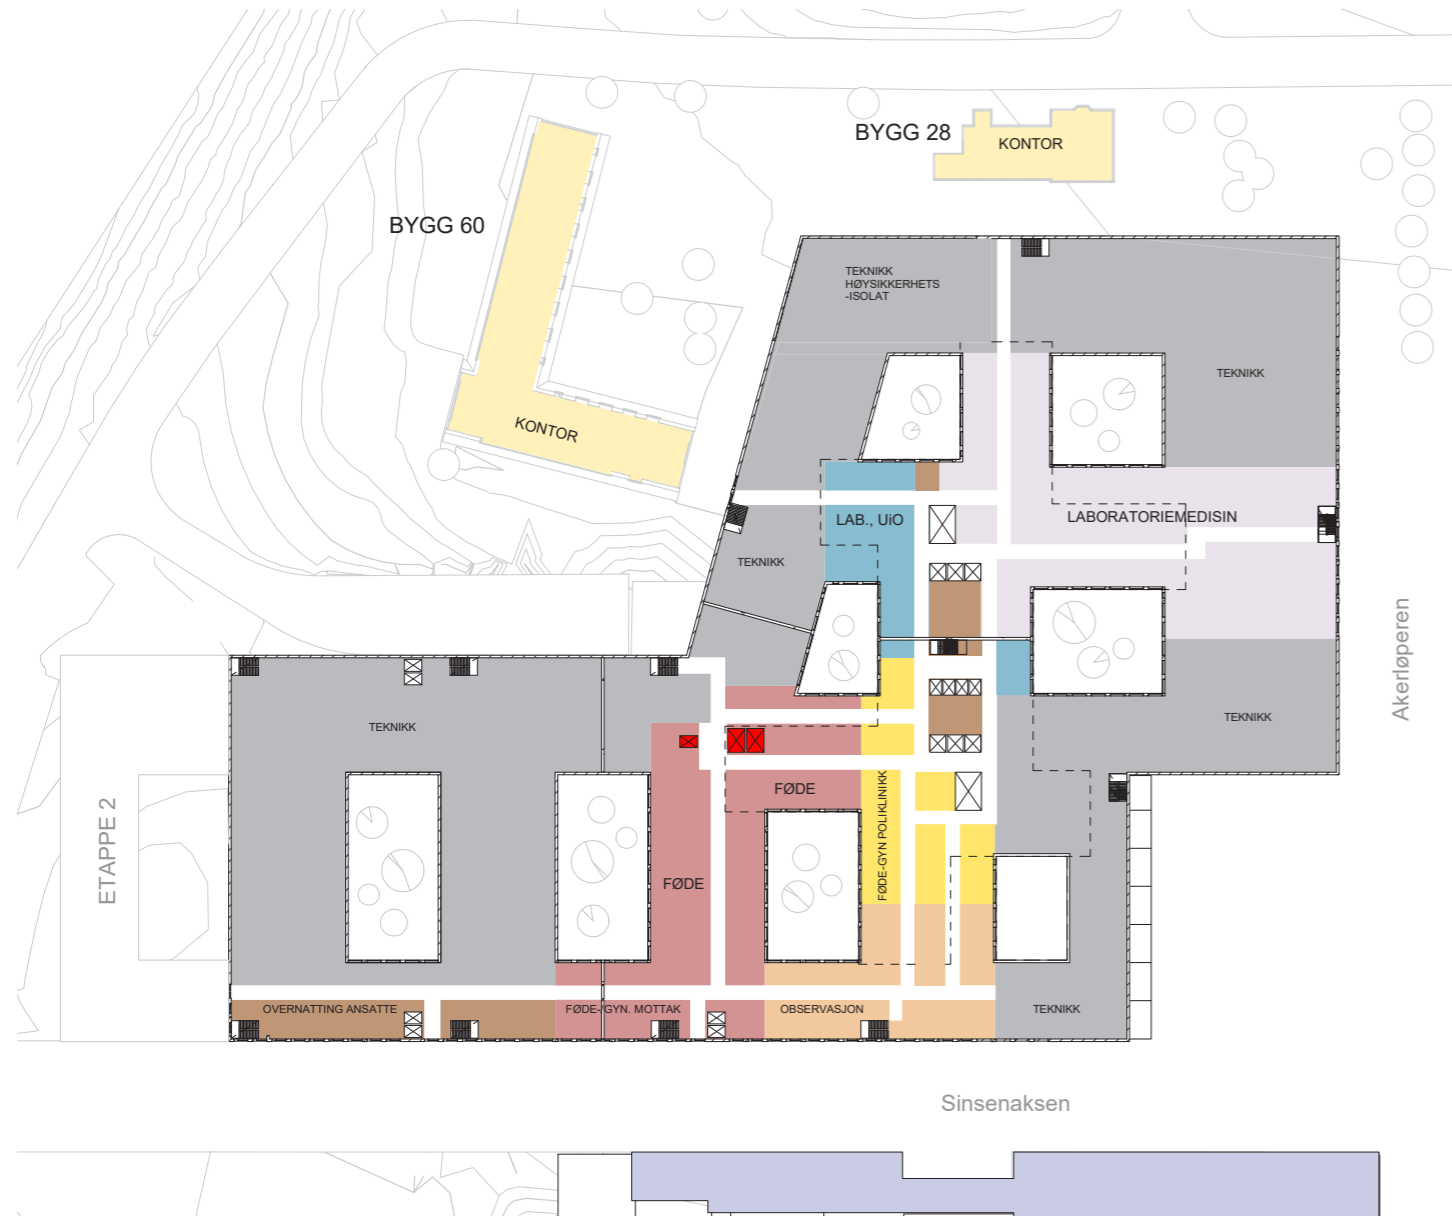 BYGG 28
KONTOR
BYGG 60
KONTOR
TEKNIKK
HØYSIKKERHETS
-ISOLAT
TEKNIKK
LAB., UiO
LABORATORIEMEDISIN
TEKNIKK
Akerløperen
TEKNIKK
TEKNIKK
FØDE
FØDE-GYN POLIKLINIKK
ETAPPE 2
FØDE
OVERNATTING ANSATTE
FØDE-/GYN. MOTTAK
OBSERVASJON
TEKNIKK
Sinsenaksen